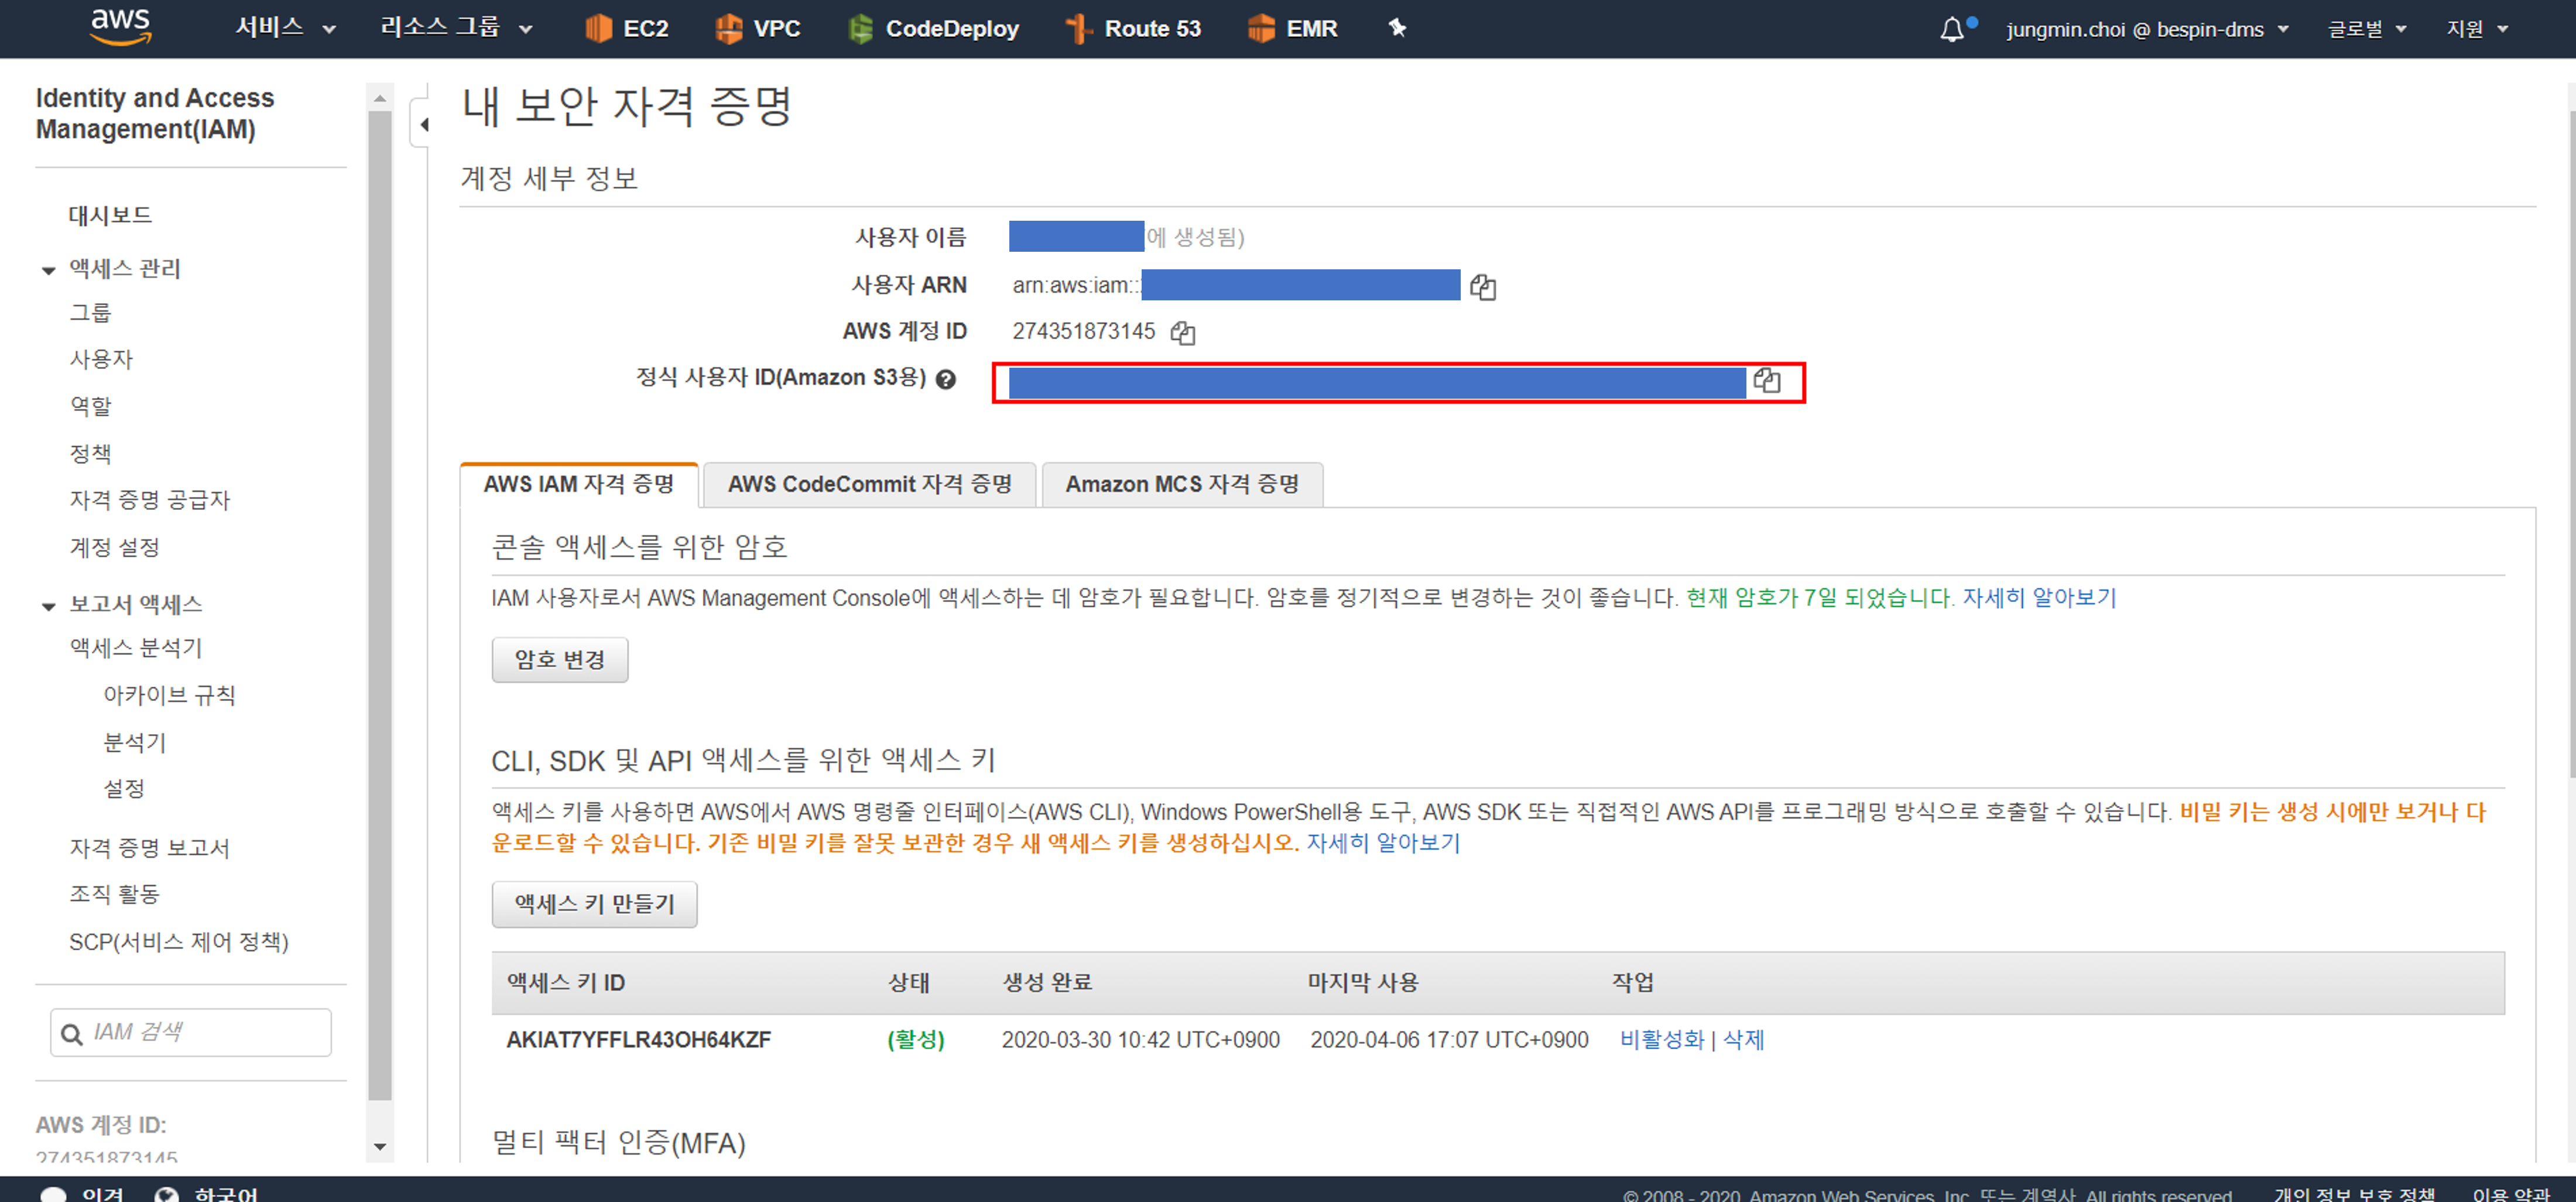 aws 서비스 리소스 그룹 EC2 VPC CodeDeploy Route 53 EMR jungmin.choi @ bespin-dms 글로벌 지원
Identity and Access
Management(IAM)
대시보드
액세스 관리
그룹
사용자
역할
정책
자격 증명 공급자
계정 설정
보고서 액세스
액세스 분석기
아카이브 규칙
분석기
설정
자격 증명 보고서
조직 활동
SCP(서비스 제어 정책)
IAM 검색
AWS 계정 ID:
274351873145
내 보안 자격 증명
계정 세부 정보
사용자 이름 에 생성됨)
사용자 ARN arn:aws:iam::
AWS 계정 ID 274351873145
정식 사용자 ID(Amazon S3용)
AWS IAM 자격 증명 AWS CodeCommit 자격 증명 Amazon MCS 자격 증명
콘솔 액세스를 위한 암호
IAM 사용자로서 AWS Management Console에 액세스하는 데 암호가 필요합니다. 암호를 정기적으로 변경하는 것이 좋습니다. 현재 암호가 7일 되었습니다. 자세히 알아보기
암호 변경
CLI, SDK 및 API 액세스를 위한 액세스 키
액세스 키를 사용하면 AWS에서 AWS 명령줄 인터페이스(AWS CLI), Windows PowerShell용 도구, AWS SDK 또는 직접적인 AWS API를 프로그래밍 방식으로 호출할 수 있습니다. 비밀 키는 생성 시에만 보거나 다
운로드할 수 있습니다. 기존 비밀 키를 잘못 보관한 경우 새 액세스 키를 생성하십시오. 자세히 알아보기
액세스 키 만들기
액세스 키 ID 상태 생성 완료 마지막 사용 작업
AKIAT7YFFLR43OH64KZF (활성) 2020-03-30 10:42 UTC+0900 2020-04-06 17:07 UTC+0900 비활성화 | 삭제
멀티 팩터 인증(MFA)
의견 한국어 © 2008 - 2020, Amazon Web Services, Inc. 또는 계열사. All rights reserved. 개인 정보 보호 정책 이용 약관